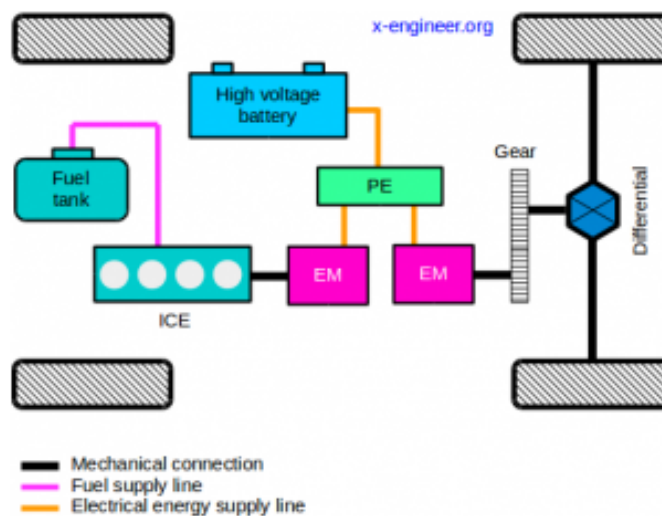 x-engineer.org
High voltage
battery
Gear
Fuel
tank
PE
Differential
EM
EM
ICE
Mechanical connection
Fuel supply line
Electrical energy supply line